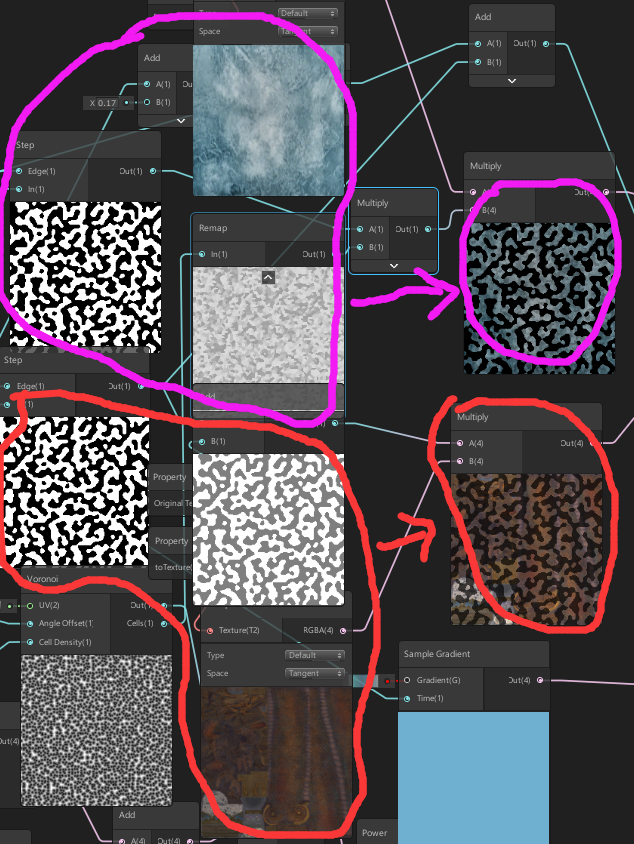 Type
Default
Space
Tangent
Add
A(1)
B(1)
X 0.17
Add
A(1)
Out(1)
B(1)
Step
Edge(1)
Out(1)
In(1)
Remap
In(1)
Out(1)
Multiply
A(1)
Out(1)
B(1)
Multiply
B(4)
Step
Edge(1)
Out(1)
B(1)
Multiply
A(4)
Out(4)
B(4)
Property
Original Te
Property
toTexture(
Voronoi
UV(2)
Out(1)
Angle Offset(1)
Cells(1)
Cell Density(1)
Texture(T2)
RGBA(4)
Type
Default
Space
Tangent
Sample Gradient
Gradient(G)
Out(4)
Time(1)
Out(4)
Add
A(4)
Out(4)
Power